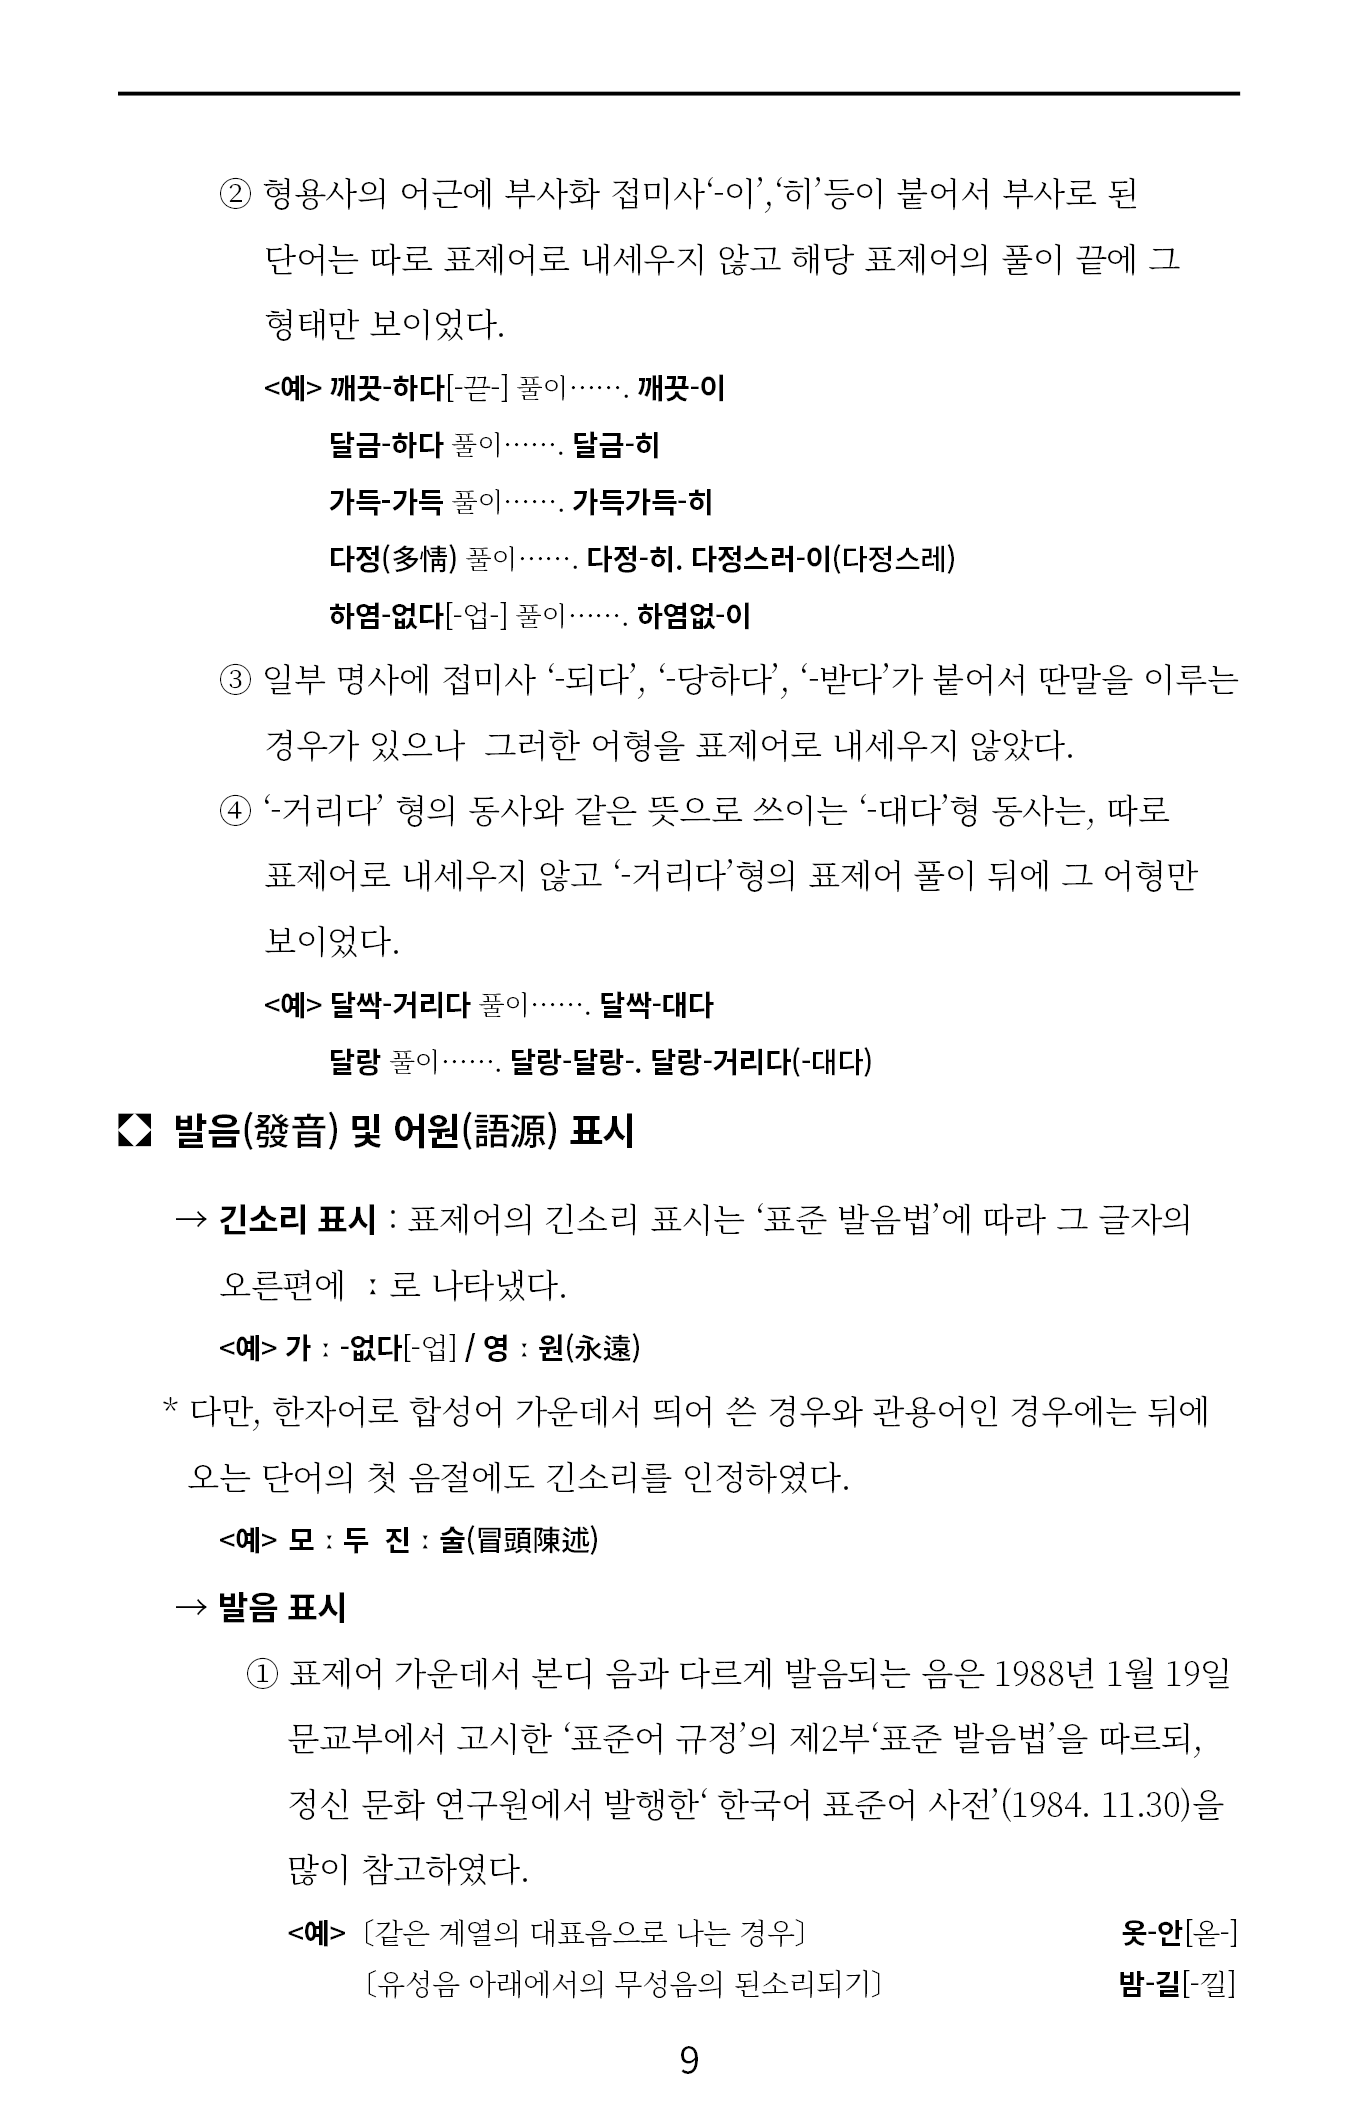 ② 형용사의 어근에 부사화 접미사‘-이’,‘히’등이 붙어서 부사로 된
단어는 따로 표제어로 내세우지 않고 해당 표제어의 풀이 끝에 그
형태만 보이었다.
<예> 깨끗-하다[-끋-] 풀이……. 깨끗-이
달금-하다 풀이……. 달금-히
가득-가득 풀이……. 가득가득-히
다정(多情) 풀이……. 다정-히. 다정스러-이(다정스레)
하염-없다[-업-] 풀이……. 하염없-이
③ 일부 명사에 접미사 ‘-되다’, ‘-당하다’, ‘-받다’가 붙어서 딴말을 이루는
경우가 있으나 그러한 어형을 표제어로 내세우지 않았다.
④ ‘-거리다’ 형의 동사와 같은 뜻으로 쓰이는 ‘-대다’형 동사는, 따로
표제어로 내세우지 않고 ‘-거리다’형의 표제어 풀이 뒤에 그 어형만
보이었다.
<예> 달싹-거리다 풀이……. 달싹-대다
달랑 풀이……. 달랑-달랑-. 달랑-거리다(-대다)
발음(發音) 및 어원(語源) 표시
→ 긴소리 표시 : 표제어의 긴소리 표시는 ‘표준 발음법’에 따라 그 글자의
오른편에 ː로 나타냈다.
<예> 가ː-없다[-업] / 영ː원(永遠)
* 다만, 한자어로 합성어 가운데서 띄어 쓴 경우와 관용어인 경우에는 뒤에
오는 단어의 첫 음절에도 긴소리를 인정하였다.
<예> 모ː두 진ː술(冒頭陳述)
→ 발음 표시
① 표제어 가운데서 본디 음과 다르게 발음되는 음은 1988년 1월 19일
문교부에서 고시한 ‘표준어 규정’의 제2부‘표준 발음법’을 따르되,
정신 문화 연구원에서 발행한‘ 한국어 표준어 사전’(1984. 11.30)을
많이 참고하였다.
<예> 〔같은 계열의 대표음으로 나는 경우〕 옷-안[옫-]
〔유성음 아래에서의 무성음의 된소리되기〕 밤-길[-낄]
9